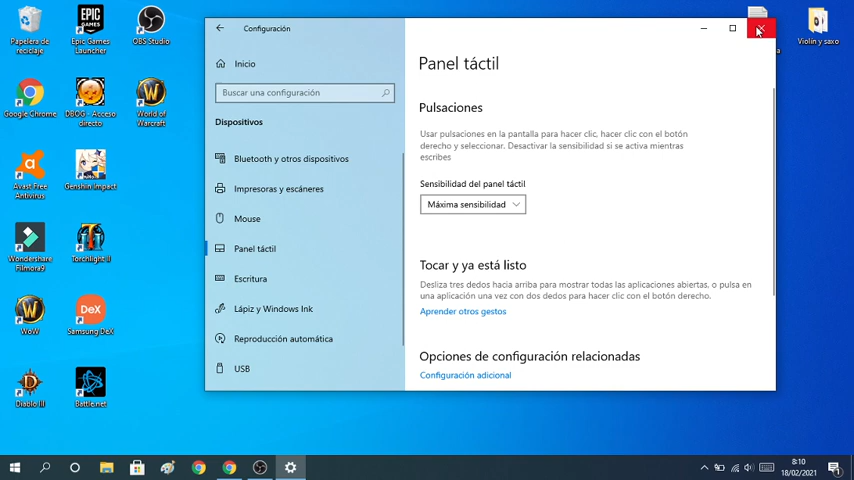 Papelera de
reciclaje
Epic Games
Launcher
OBS Studio
Google Chrome
DBOG - Acceso
directo
World of
Warcraft
Avast Free
Antivirus
Genshin Impact
Wondershare
Filmora9
Torchlight II
WoW
Samsung DeX
Diablo III
Battle.net
Violin y saxo
Configuración
Inicio
Buscar una configuración
Dispositivos
Bluetooth y otros dispositivos
Impresoras y escáneres
Mouse
Panel táctil
Escritura
Lápiz y Windows Ink
Reproducción automática
USB
Panel táctil
Pulsaciones
Usar pulsaciones en la pantalla para hacer clic, hacer clic con el botón
derecho y seleccionar. Desactivar la sensibilidad si se activa mientras
escribes
Sensibilidad del panel táctil
Máxima sensibilidad
Tocar y ya está listo
Desliza tres dedos hacia arriba para mostrar todas las aplicaciones abiertas, o pulsa en
una aplicación una vez con dos dedos para hacer clic con el botón derecho.
Aprender otros gestos
Opciones de configuración relacionadas
Configuración adicional
8:10
18/02/2021